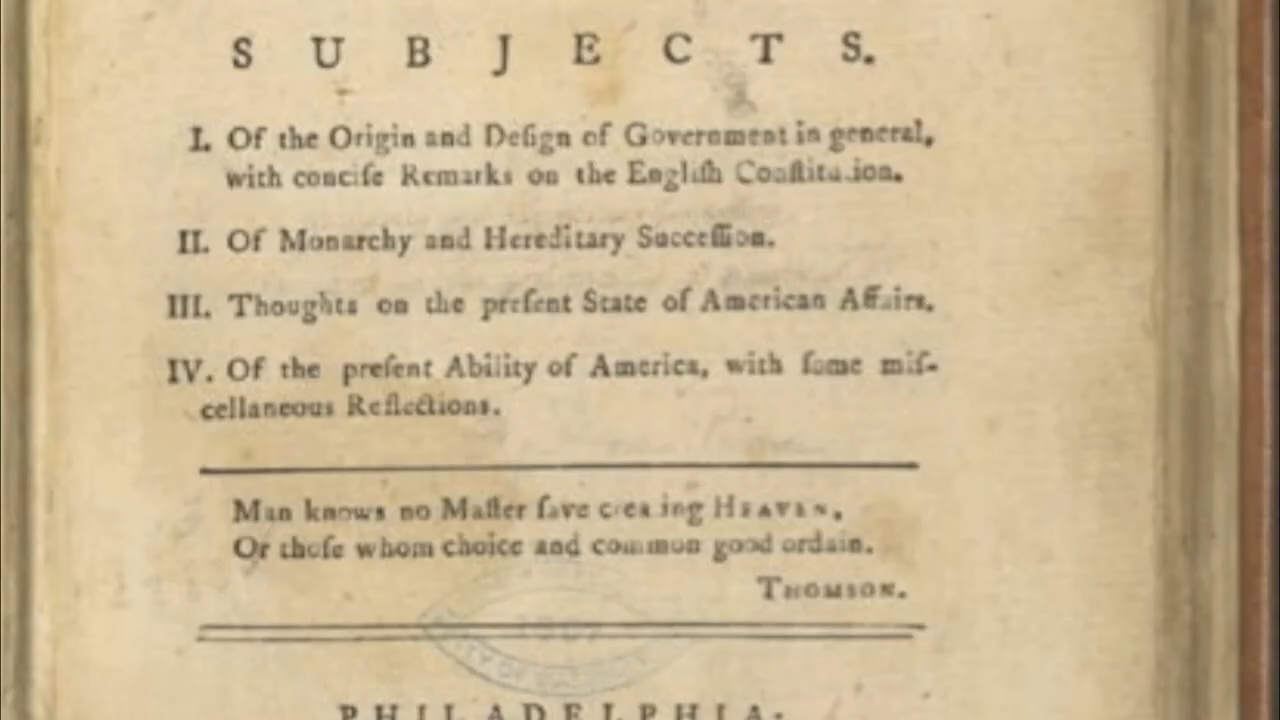 SUBJECTS.
I. Of the Origin and Deſign of Government in general,
with conciſe Remarks on the Engliſh Conſtitution.
II. Of Monarchy and Hereditary Succeſſion.
III. Thoughts on the preſent State of American Affairs.
IV. Of the preſent Ability of America, with ſome miſ-
cellaneous Reflections.
Man knows no Maſter ſave creating HEAVEN,
Or thoſe whom choice and common good ordain.
THOMSON.
PHILADELPHIA: